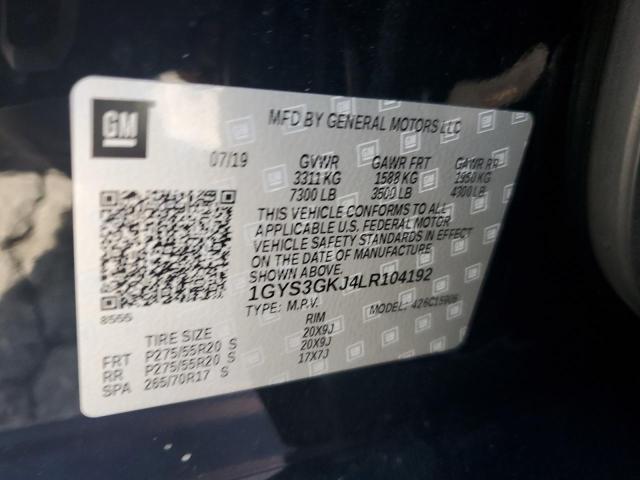 GM
MFD BY GENERAL MOTORS LLC
07/19 GVWR GAWR FRT GAWR RR
3311 KG 1588 KG 1950 KG
7300 LB 3500 LB 4300 LB
THIS VEHICLE CONFORMS TO ALL
APPLICABLE U.S. FEDERAL MOTOR
VEHICLE SAFETY STANDARDS IN EFFECT
ON THE DATE OF MANUFACTURE
SHOWN ABOVE.
1GYS3GKJ4LR104192
8555 TYPE: M.P.V. MODEL:
TIRE SIZE RIM
FRT P275/55R20 S 20X9J
RR P275/55R20 S 20X9J
SPA 265/70R17 S 17X7J